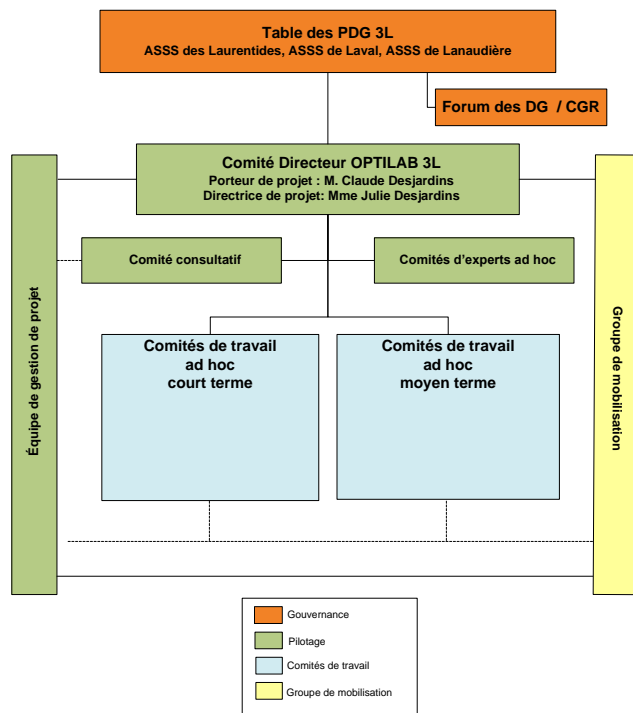 Table des PDG 3L
ASSS des Laurentides, ASSS de Laval, ASSS de Lanaudière
Forum des DG / CGR
Comité Directeur OPTILAB 3L
Porteur de projet : M. Claude Desjardins
Directrice de projet: Mme Julie Desjardins
Comité consultatif
Comités d'experts ad hoc
Équipe de gestion de projet
Groupe de mobilisation
Comités de travail
ad hoc
court terme
Comités de travail
ad hoc
moyen terme
Gouvernance
Pilotage
Comités de travail
Groupe de mobilisation